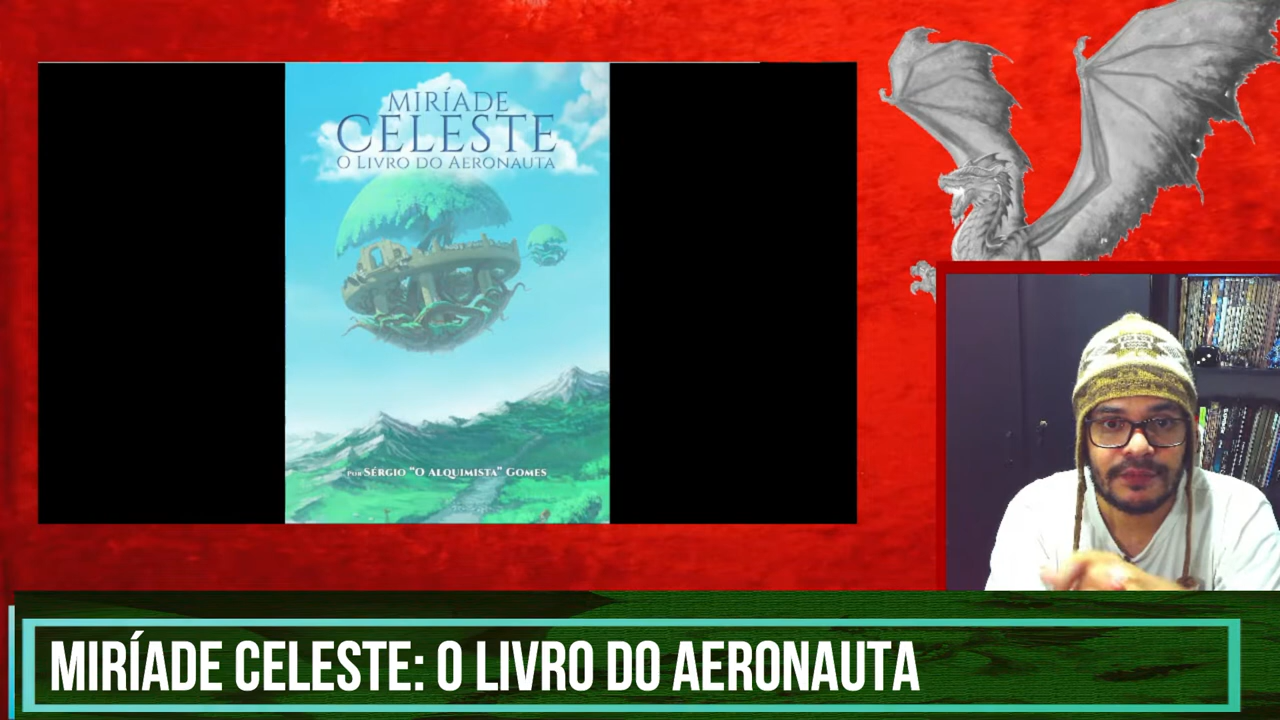 MIRÍADE
CELESTE
O LIVRO DO AERONAUTA
POR SÉRGIO "O ALQUIMISTA" GOMES
MIRÍADE CELESTE: O LIVRO DO AERONAUTA